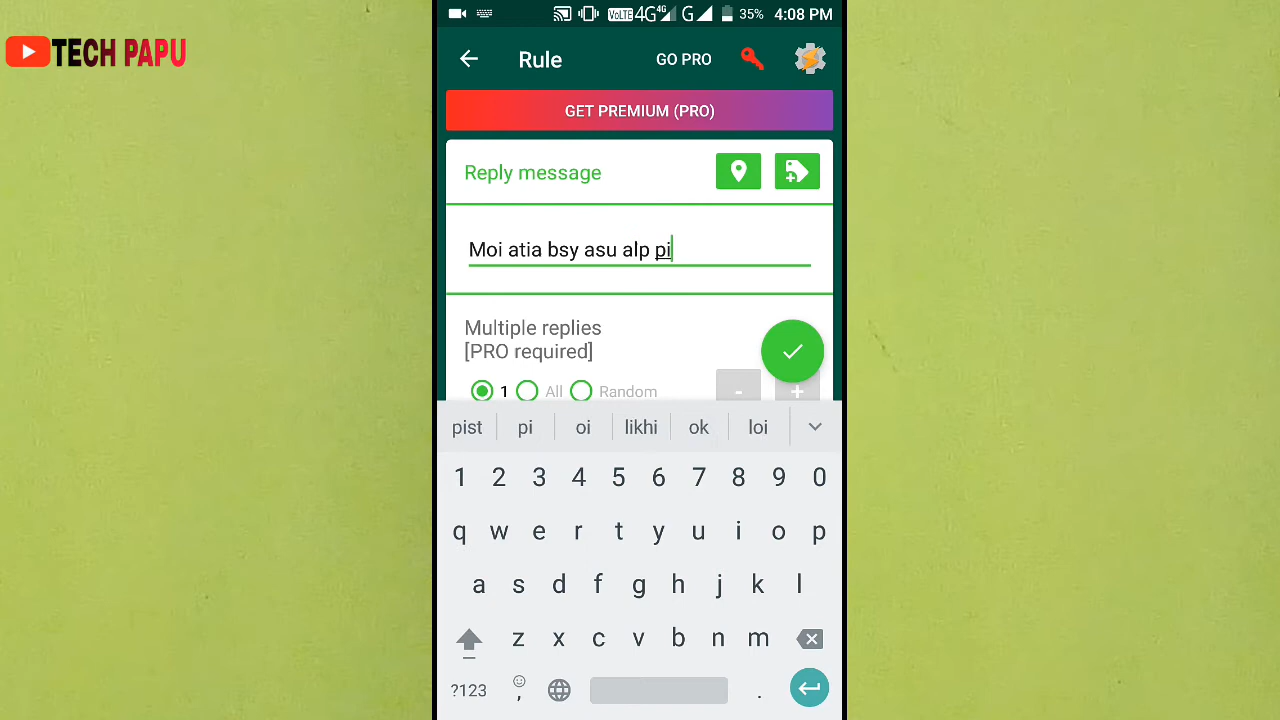 TECH PAPU
VoLTE 4G 4G G 35% 4:08 PM
Rule GO PRO
GET PREMIUM (PRO)
Reply message
Moi atia bsy asu alp pi
Multiple replies
[PRO required]
1 All Random - +
pist pi oi likhi ok loi
1 2 3 4 5 6 7 8 9 0
q w e r t y u i o p
a s d f g h j k l
z x c v b n m
?123 , .